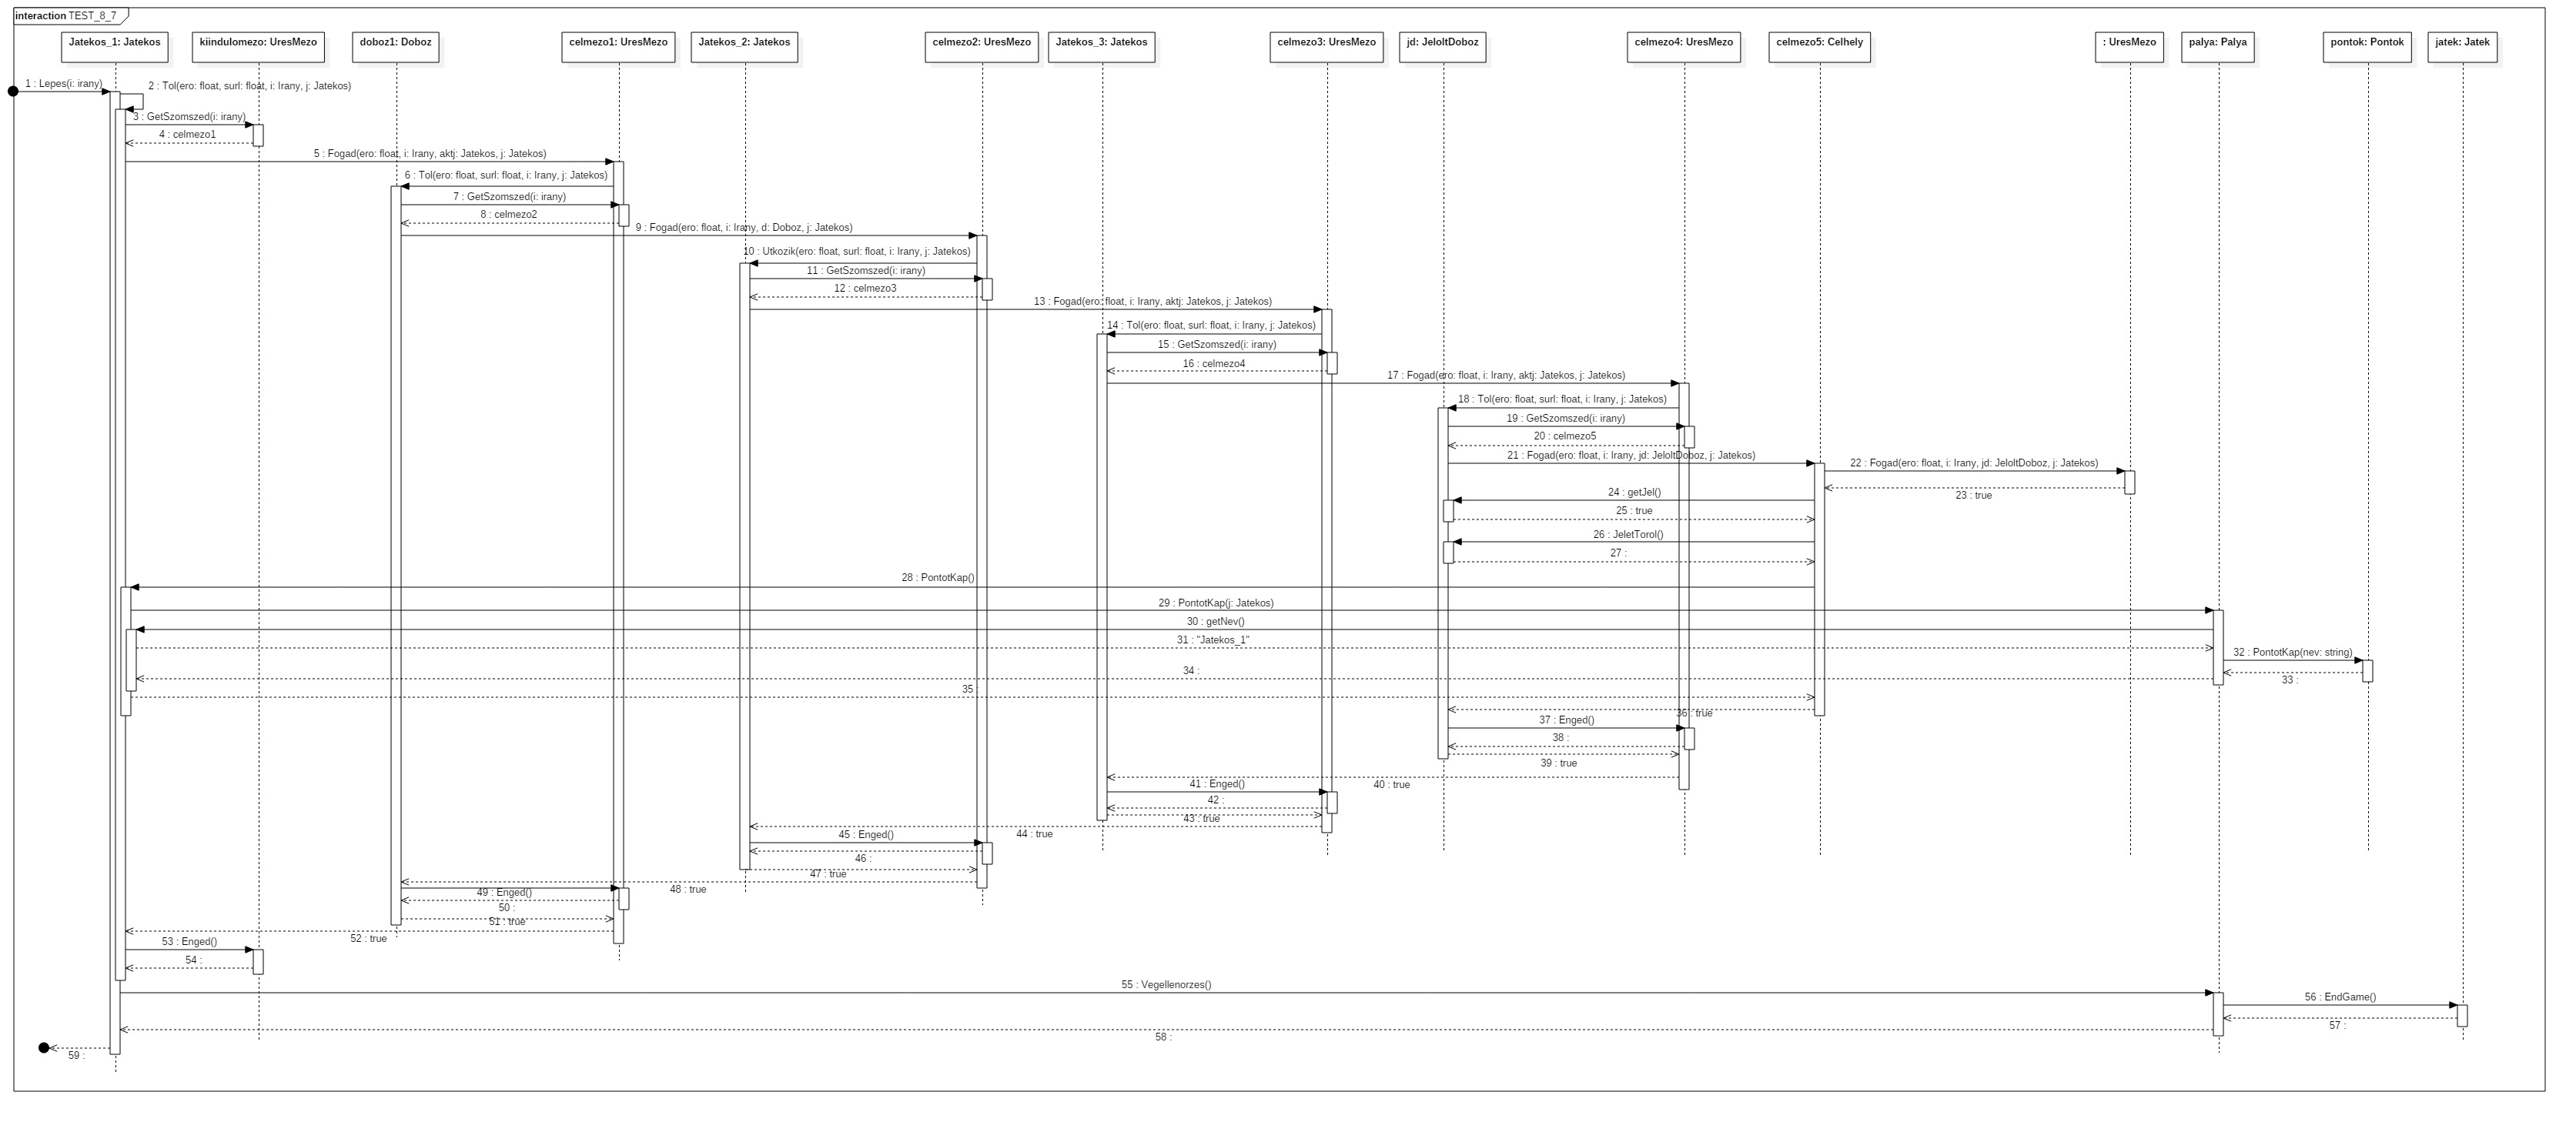 interaction TEST_8_7
Jatekos_1: Jatekos
kiindulomezo: UresMezo
doboz1: Doboz
celmezo1: UresMezo
Jatekos_2: Jatekos
celmezo2: UresMezo
Jatekos_3: Jatekos
celmezo3: UresMezo
jd: JeloltDoboz
celmezo4: UresMezo
celmezo5: Celhely
: UresMezo
palya: Palya
pontok: Pontok
jatek: Jatek
1 : Lepes(i: irany)
2 : Tol(ero: float, surl: float, i: Irany, j: Jatekos)
3 : GetSzomszed(i: irany)
4 : celmezo1
5 : Fogad(ero: float, i: Irany, aktj: Jatekos, j: Jatekos)
6 : Tol(ero: float, surl: float, i: Irany, j: Jatekos)
7 : GetSzomszed(i: irany)
8 : celmezo2
9 : Fogad(ero: float, i: Irany, d: Doboz, j: Jatekos)
10 : Utkozik(ero: float, surl: float, i: Irany, j: Jatekos)
11 : GetSzomszed(i: irany)
12 : celmezo3
13 : Fogad(ero: float, i: Irany, aktj: Jatekos, j: Jatekos)
14 : Tol(ero: float, surl: float, i: Irany, j: Jatekos)
15 : GetSzomszed(i: irany)
16 : celmezo4
17 : Fogad(ero: float, i: Irany, aktj: Jatekos, j: Jatekos)
18 : Tol(ero: float, surl: float, i: Irany, j: Jatekos)
19 : GetSzomszed(i: irany)
20 : celmezo5
21 : Fogad(ero: float, i: Irany, jd: JeloltDoboz, j: Jatekos)
22 : Fogad(ero: float, i: Irany, jd: JeloltDoboz, j: Jatekos)
23 : true
24 : getJel()
25 : true
26 : JeletTorol()
27 :
28 : PontotKap()
29 : PontotKap(j: Jatekos)
30 : getNev()
31 : "Jatekos_1"
32 : PontotKap(nev: string)
33 :
34 :
35
36 : true
37 : Enged()
38 :
39 : true
40 : true
41 : Enged()
42 :
43 : true
44 : true
45 : Enged()
46 :
47 : true
48 : true
49 : Enged()
50 :
51 : true
52 : true
53 : Enged()
54 :
55 : Vegellenorzes()
56 : EndGame()
57 :
58 :
59 :